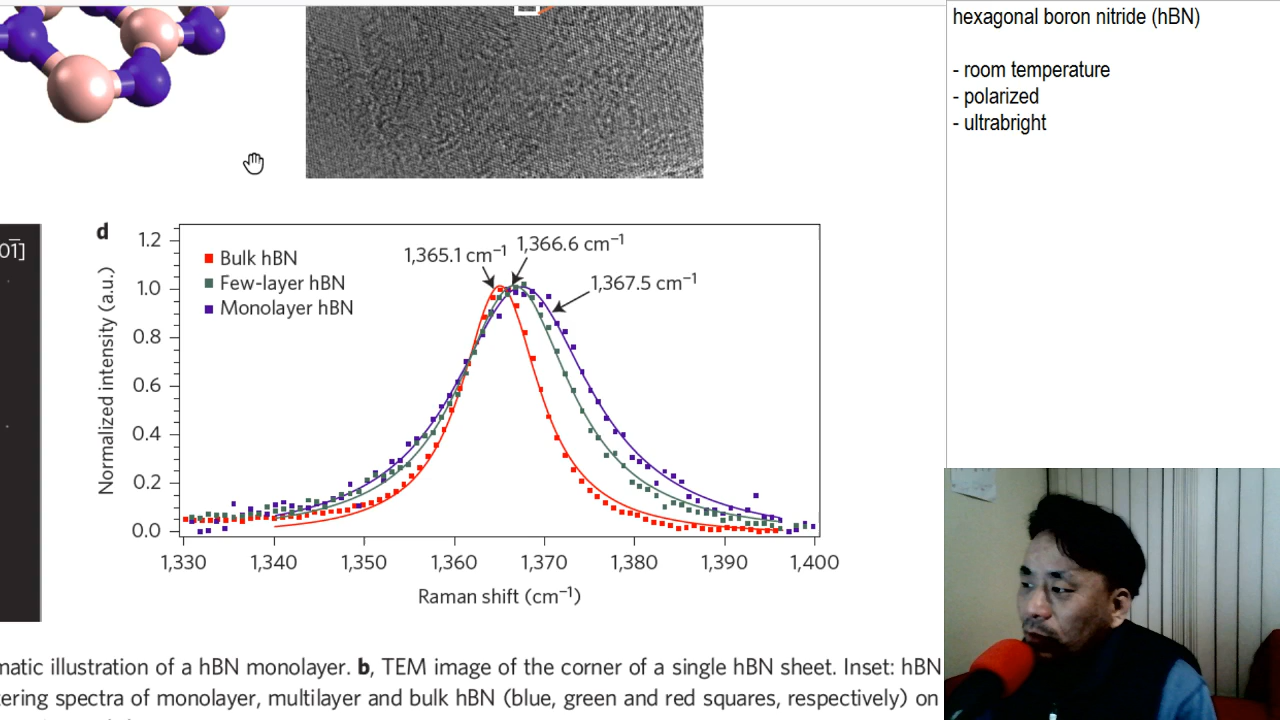 hexagonal boron nitride (hBN)
- room temperature
- polarized
- ultrabright
01̅]
d
1,365.1 cm⁻¹
1,366.6 cm⁻¹
1,367.5 cm⁻¹
Bulk hBN
Few-layer hBN
Monolayer hBN
Normalized intensity (a.u.)
1.2
1.0
0.8
0.6
0.4
0.2
0.0
1,330 1,340 1,350 1,360 1,370 1,380 1,390 1,400
Raman shift (cm⁻¹)
matic illustration of a hBN monolayer. b, TEM image of the corner of a single hBN sheet. Inset: hBN
tering spectra of monolayer, multilayer and bulk hBN (blue, green and red squares, respectively) on